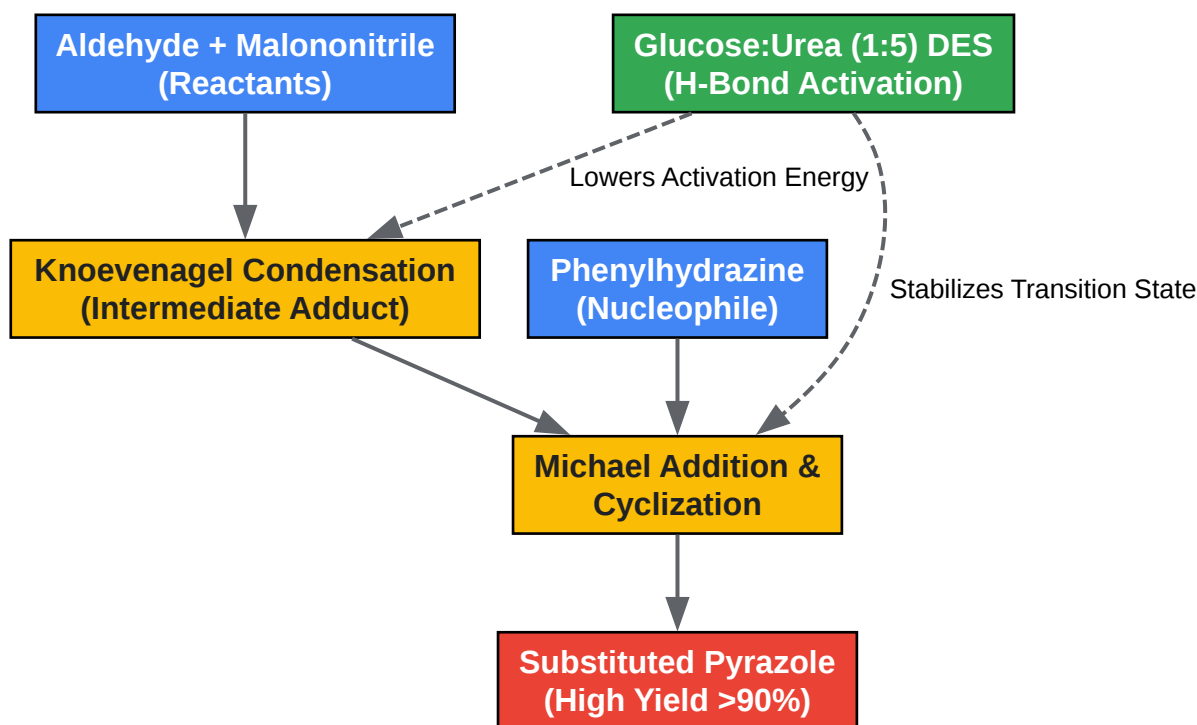 Aldehyde + Malononitrile
(Reactants)
Glucose:Urea (1:5) DES
(H-Bond Activation)
Lowers Activation Energy
Knoevenagel Condensation
(Intermediate Adduct)
Phenylhydrazine
(Nucleophile)
Stabilizes Transition State
Michael Addition &
Cyclization
Substituted Pyrazole
(High Yield >90%)